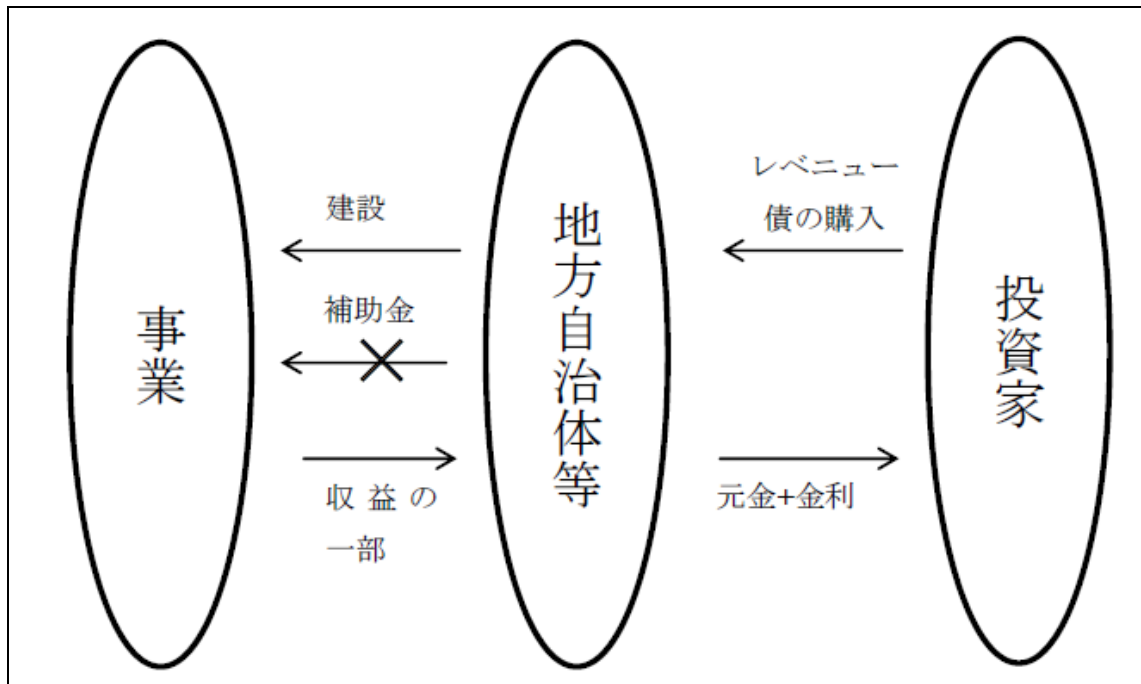 事業
建設
補助金
収益の
一部
地方自治体等
レベニュー
債の購入
元金+金利
投資家